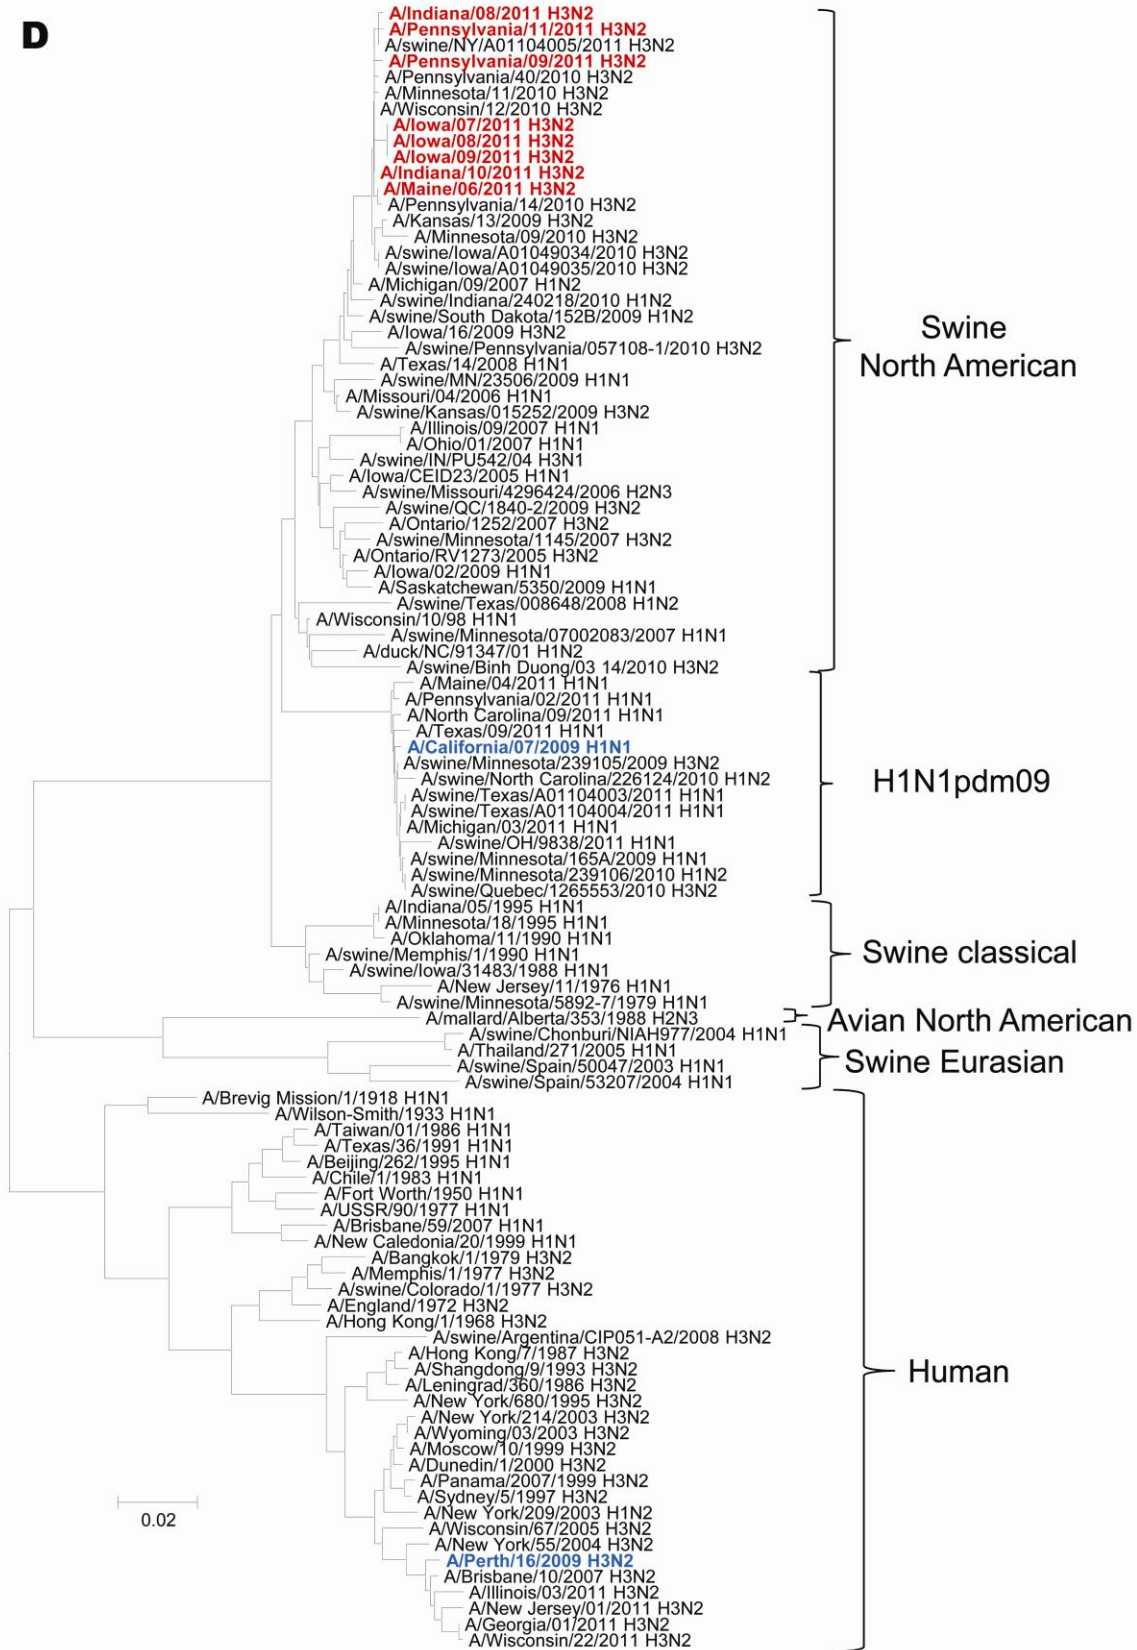 D
A/Indiana/08/2011 H3N2
A/Pennsylvania/11/2011 H3N2
A/swine/NY/A01104005/2011 H3N2
A/Pennsylvania/09/2011 H3N2
A/Pennsylvania/40/2010 H3N2
A/Minnesota/11/2010 H3N2
A/Wisconsin/12/2010 H3N2
A/Iowa/07/2011 H3N2
A/Iowa/08/2011 H3N2
A/Iowa/09/2011 H3N2
A/Indiana/10/2011 H3N2
A/Maine/06/2011 H3N2
A/Pennsylvania/14/2010 H3N2
A/Kansas/13/2009 H3N2
A/Minnesota/09/2010 H3N2
A/swine/Iowa/A01049034/2010 H3N2
A/swine/Iowa/A01049035/2010 H3N2
A/Michigan/09/2007 H1N2
A/swine/Indiana/240218/2010 H1N2
A/swine/South Dakota/152B/2009 H1N2
A/Iowa/16/2009 H3N2
A/swine/Pennsylvania/057108-1/2010 H3N2
A/Texas/14/2008 H1N1
A/swine/MN/23506/2009 H1N1
A/Missouri/04/2006 H1N1
A/swine/Kansas/015252/2009 H3N2
A/Illinois/09/2007 H1N1
A/Ohio/01/2007 H1N1
A/swine/IN/PU542/04 H3N1
A/Iowa/CEID23/2005 H1N1
A/swine/Missouri/4296424/2006 H2N3
A/swine/QC/1840-2/2009 H3N2
A/Ontario/1252/2007 H3N2
A/swine/Minnesota/1145/2007 H3N2
A/Ontario/RV1273/2005 H3N2
A/Iowa/02/2009 H1N1
A/Saskatchewan/5350/2009 H1N1
A/swine/Texas/008648/2008 H1N2
A/Wisconsin/10/98 H1N1
A/swine/Minnesota/07002083/2007 H1N1
A/duck/NC/91347/01 H1N2
A/swine/Binh Duong/03 14/2010 H3N2
Swine
North American
A/Maine/04/2011 H1N1
A/Pennsylvania/02/2011 H1N1
A/North Carolina/09/2011 H1N1
A/Texas/09/2011 H1N1
A/California/07/2009 H1N1
A/swine/Minnesota/239105/2009 H3N2
A/swine/North Carolina/226124/2010 H1N2
A/swine/Texas/A01104003/2011 H1N1
A/swine/Texas/A01104004/2011 H1N1
A/Michigan/03/2011 H1N1
A/swine/OH/9838/2011 H1N1
A/swine/Minnesota/165A/2009 H1N1
A/swine/Minnesota/239106/2010 H1N2
A/swine/Quebec/1265553/2010 H3N2
H1N1pdm09
A/Indiana/05/1995 H1N1
A/Minnesota/18/1995 H1N1
A/Oklahoma/11/1990 H1N1
A/swine/Memphis/1/1990 H1N1
A/swine/Iowa/31483/1988 H1N1
A/New Jersey/11/1976 H1N1
A/swine/Minnesota/5892-7/1979 H1N1
Swine classical
A/mallard/Alberta/353/1988 H2N3
Avian North American
A/swine/Chonburi/NIAH977/2004 H1N1
A/Thailand/271/2005 H1N1
A/swine/Spain/50047/2003 H1N1
A/swine/Spain/53207/2004 H1N1
Swine Eurasian
A/Brevig Mission/1/1918 H1N1
A/Wilson-Smith/1933 H1N1
A/Taiwan/01/1986 H1N1
A/Texas/36/1991 H1N1
A/Beijing/262/1995 H1N1
A/Chile/1/1983 H1N1
A/Fort Worth/1950 H1N1
A/USSR/90/1977 H1N1
A/Brisbane/59/2007 H1N1
A/New Caledonia/20/1999 H1N1
A/Bangkok/1/1979 H3N2
A/Memphis/1/1977 H3N2
A/swine/Colorado/1/1977 H3N2
A/England/1972 H3N2
A/Hong Kong/1/1968 H3N2
A/swine/Argentina/CIP051-A2/2008 H3N2
A/Hong Kong/7/1987 H3N2
A/Shangdong/9/1993 H3N2
A/Leningrad/360/1986 H3N2
A/New York/680/1995 H3N2
A/New York/214/2003 H3N2
A/Wyoming/03/2003 H3N2
A/Moscow/10/1999 H3N2
A/Dunedin/1/2000 H3N2
A/Panama/2007/1999 H3N2
A/Sydney/5/1997 H3N2
A/New York/209/2003 H1N2
A/Wisconsin/67/2005 H3N2
A/New York/55/2004 H3N2
A/Perth/16/2009 H3N2
A/Brisbane/10/2007 H3N2
A/Illinois/03/2011 H3N2
A/New Jersey/01/2011 H3N2
A/Georgia/01/2011 H3N2
A/Wisconsin/22/2011 H3N2
Human
0.02